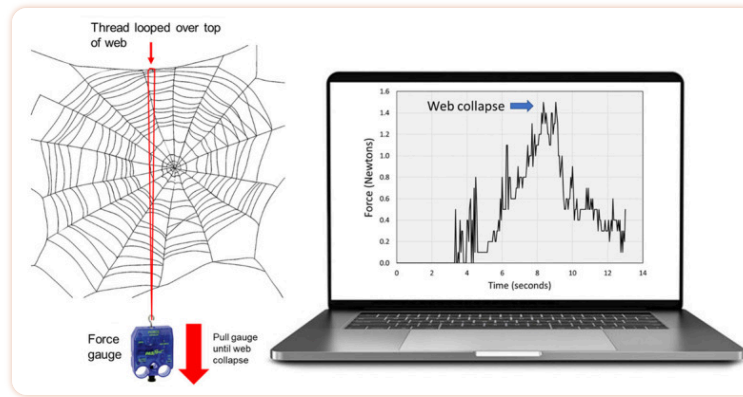 Thread looped over top
of web
Force
gauge
Pull gauge
until web
collapse
Web collapse
Force (Newtons)
1.6
1.4
1.2
1.0
0.8
0.6
0.4
0.2
0.0
0 2 4 6 8 10 12 14
Time (seconds)